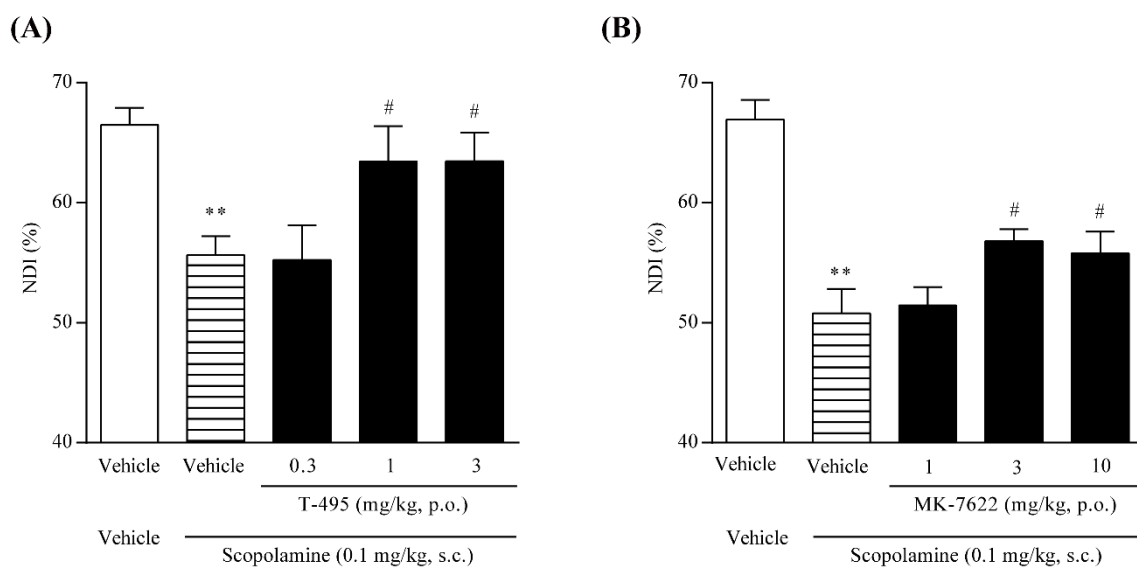 (A)
70
60
50
40
NDI (%)
**
#
#
Vehicle
Vehicle
0.3
1
3
T-495 (mg/kg, p.o.)
Vehicle
Scopolamine (0.1 mg/kg, s.c.)
(B)
70
60
50
40
NDI (%)
**
#
#
Vehicle
Vehicle
1
3
10
MK-7622 (mg/kg, p.o.)
Vehicle
Scopolamine (0.1 mg/kg, s.c.)